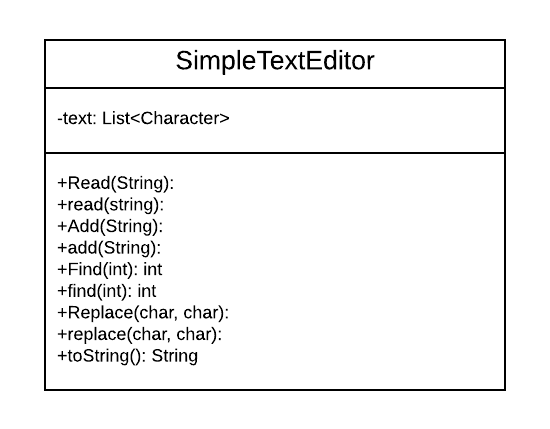 SimpleTextEditor
-text: List<Character>
+Read(String):
+read(string):
+Add(String):
+add(String):
+Find(int): int
+find(int): int
+Replace(char, char):
+replace(char, char):
+toString(): String